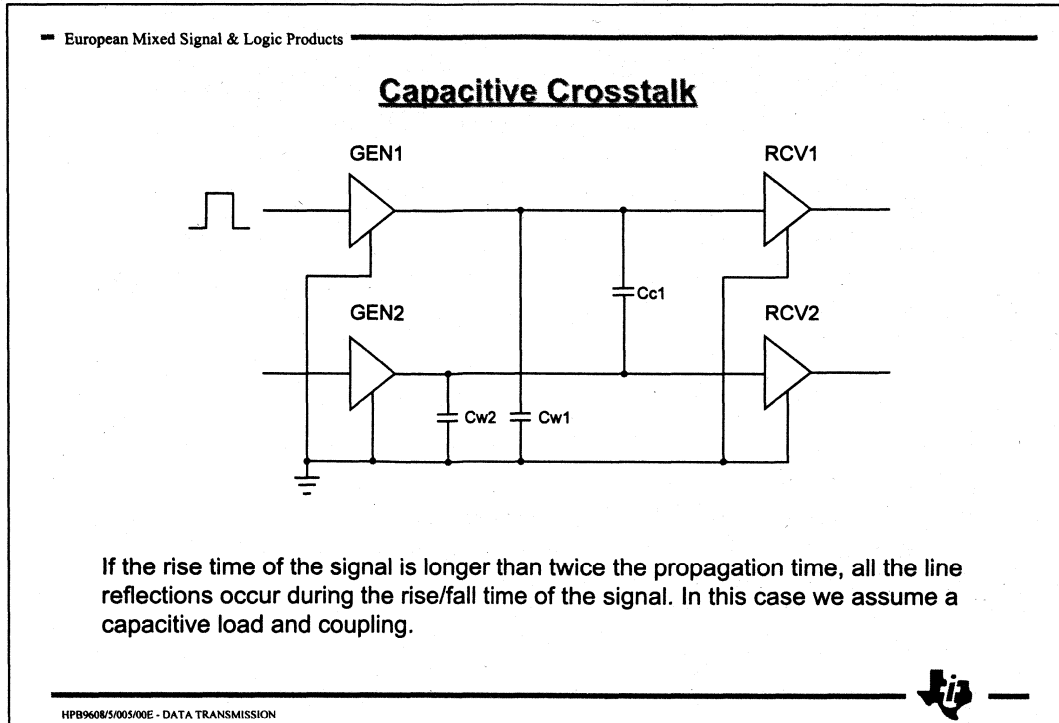 European Mixed Signal & Logic Products
Capacitive Crosstalk
GEN1
RCV1
Cc1
GEN2
RCV2
Cw2
Cw1
If the rise time of the signal is longer than twice the propagation time, all the line
reflections occur during the rise/fall time of the signal. In this case we assume a
capacitive load and coupling.
HPB9608/5/005/00E - DATA TRANSMISSION